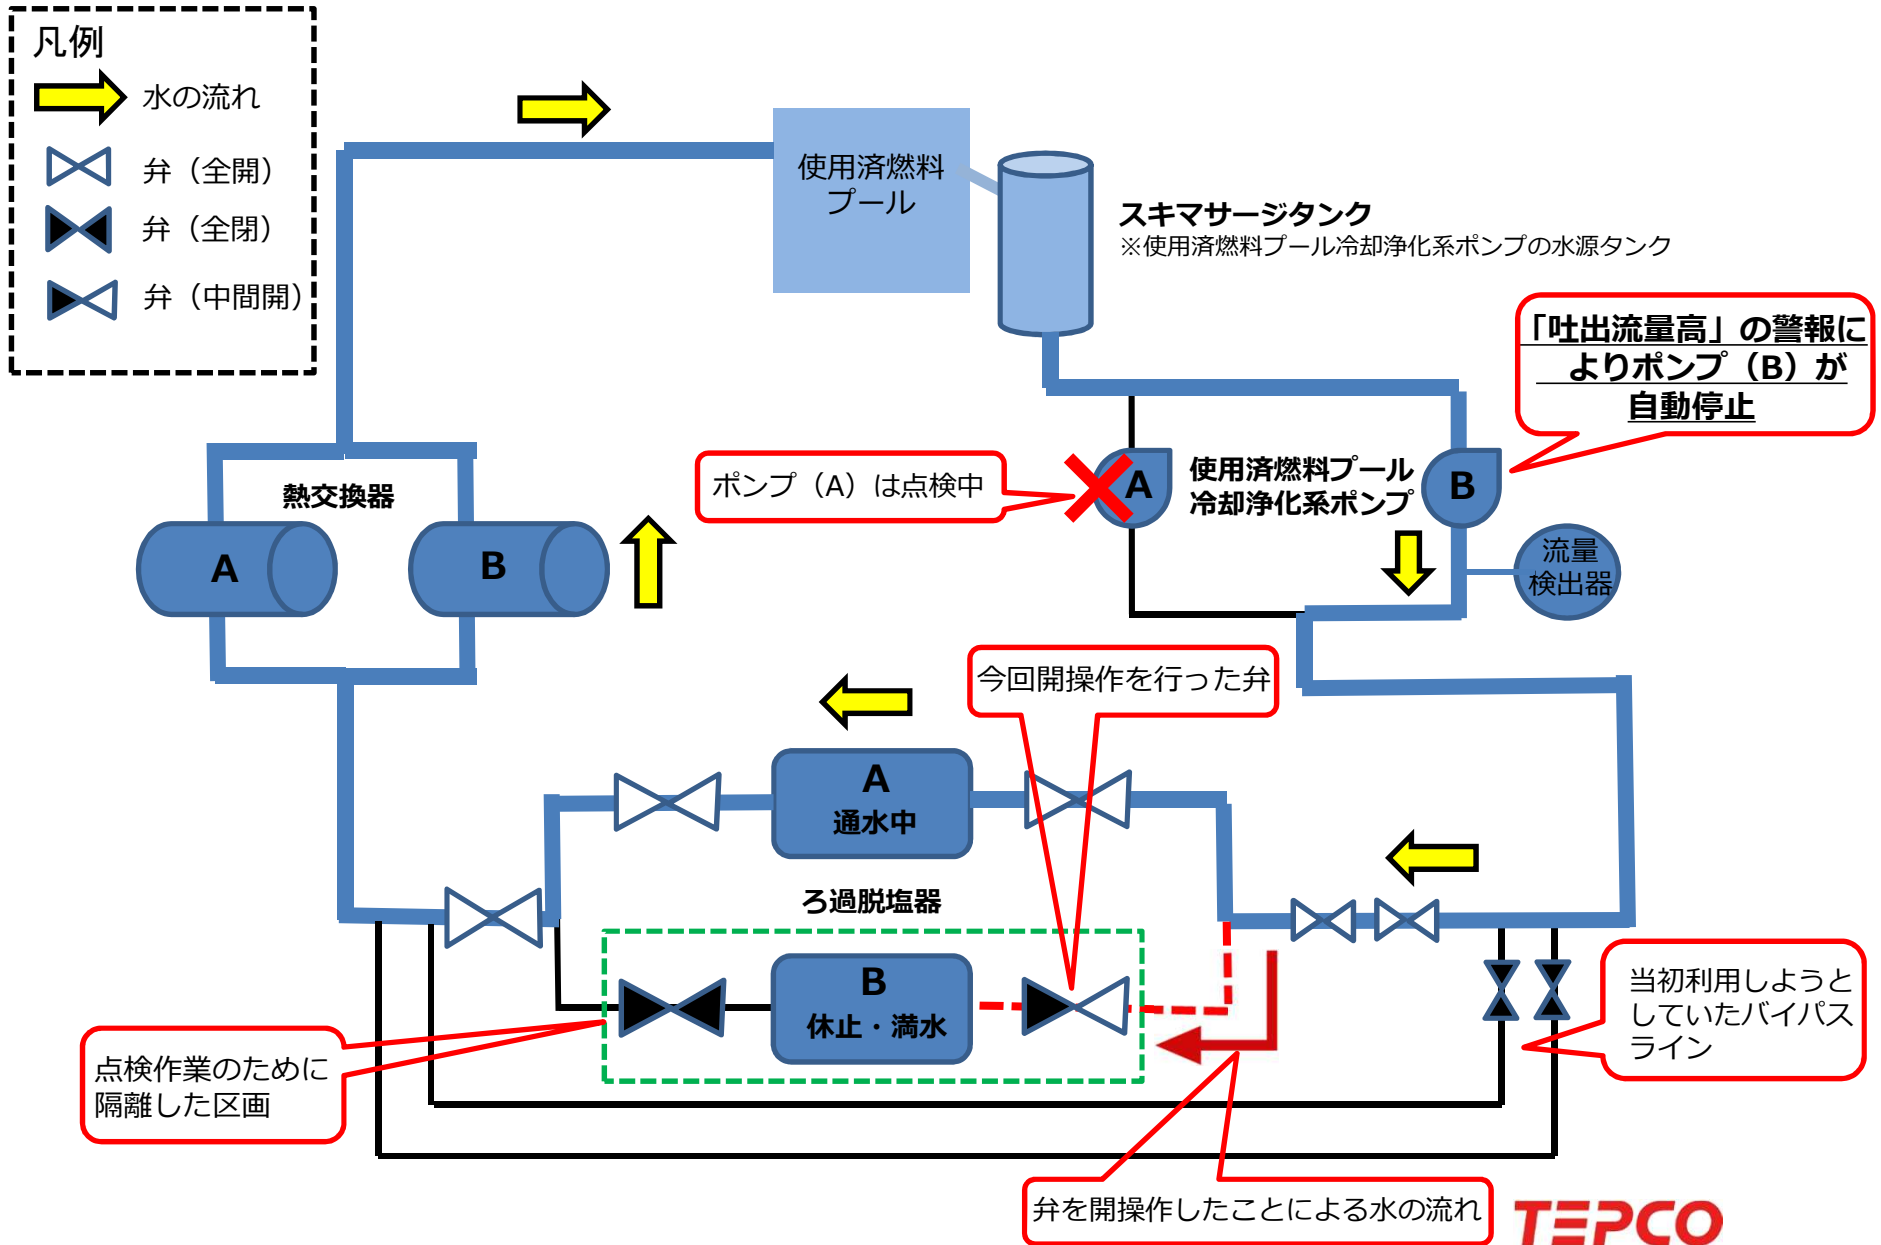 凡例
水の流れ
弁（全開）
弁（全閉）
弁（中間開）
使用済燃料
プール
スキマサージタンク
※使用済燃料プール冷却浄化系ポンプの水源タンク
「吐出流量高」の警報に
よりポンプ（B）が
自動停止
ポンプ（A）は点検中
A
使用済燃料プール
冷却浄化系ポンプ
B
流量
検出器
熱交換器
A
B
今回開操作を行った弁
A
通水中
ろ過脱塩器
B
休止・満水
当初利用しようと
していたバイパス
ライン
点検作業のために
隔離した区画
弁を開操作したことによる水の流れ
TEPCO